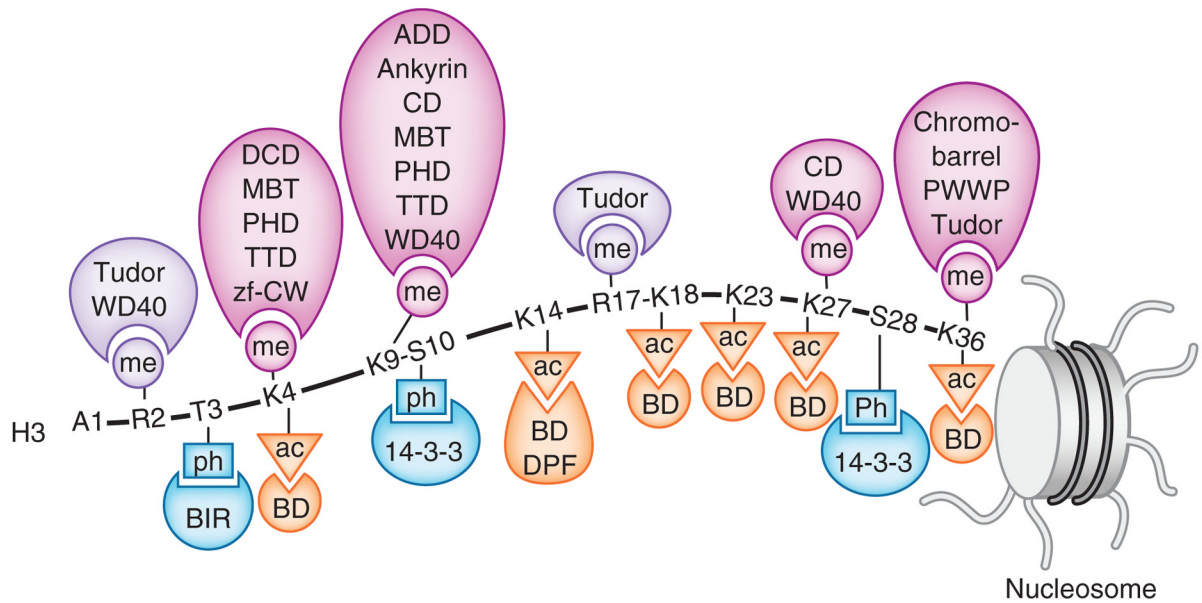 ADD
Ankyrin
CD
MBT
PHD
TTD
WD40
me
DCD
MBT
PHD
TTD
zf-CW
me
Tudor
WD40
me
Tudor
me
CD
WD40
me
Chromo-
barrel
PWWP
Tudor
me
H3 A1 R2 T3 K4 K9-S10 K14 R17-K18 K23 K27 S28 K36
ph
BIR
ac
BD
ph
14-3-3
ac
BD
DPF
ac
BD
ac
BD
ac
BD
Ph
14-3-3
ac
BD
Nucleosome